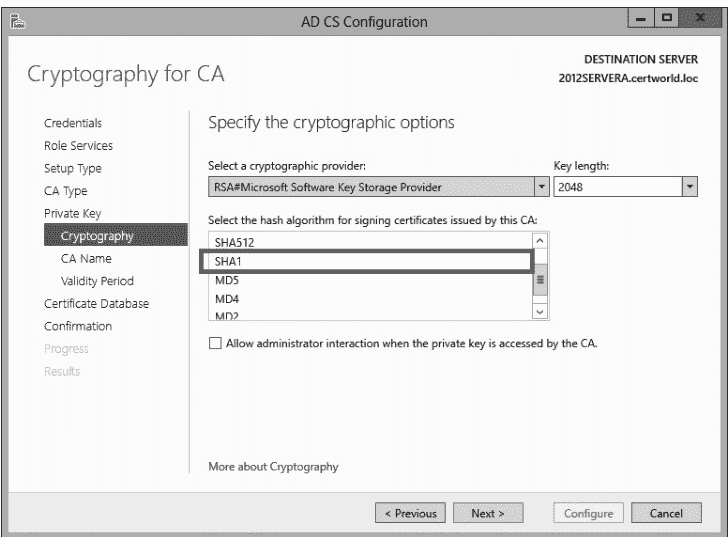 AD CS Configuration
Cryptography for CA
DESTINATION SERVER
2012SERVERA.certworld.loc
Credentials
Role Services
Setup Type
CA Type
Private Key
Cryptography
CA Name
Validity Period
Certificate Database
Confirmation
Progress
Results
Specify the cryptographic options
Select a cryptographic provider:
Key length:
RSA#Microsoft Software Key Storage Provider
2048
Select the hash algorithm for signing certificates issued by this CA:
SHA512
SHA1
MD5
MD4
MD2
Allow administrator interaction when the private key is accessed by the CA.
More about Cryptography
< Previous
Next >
Configure
Cancel